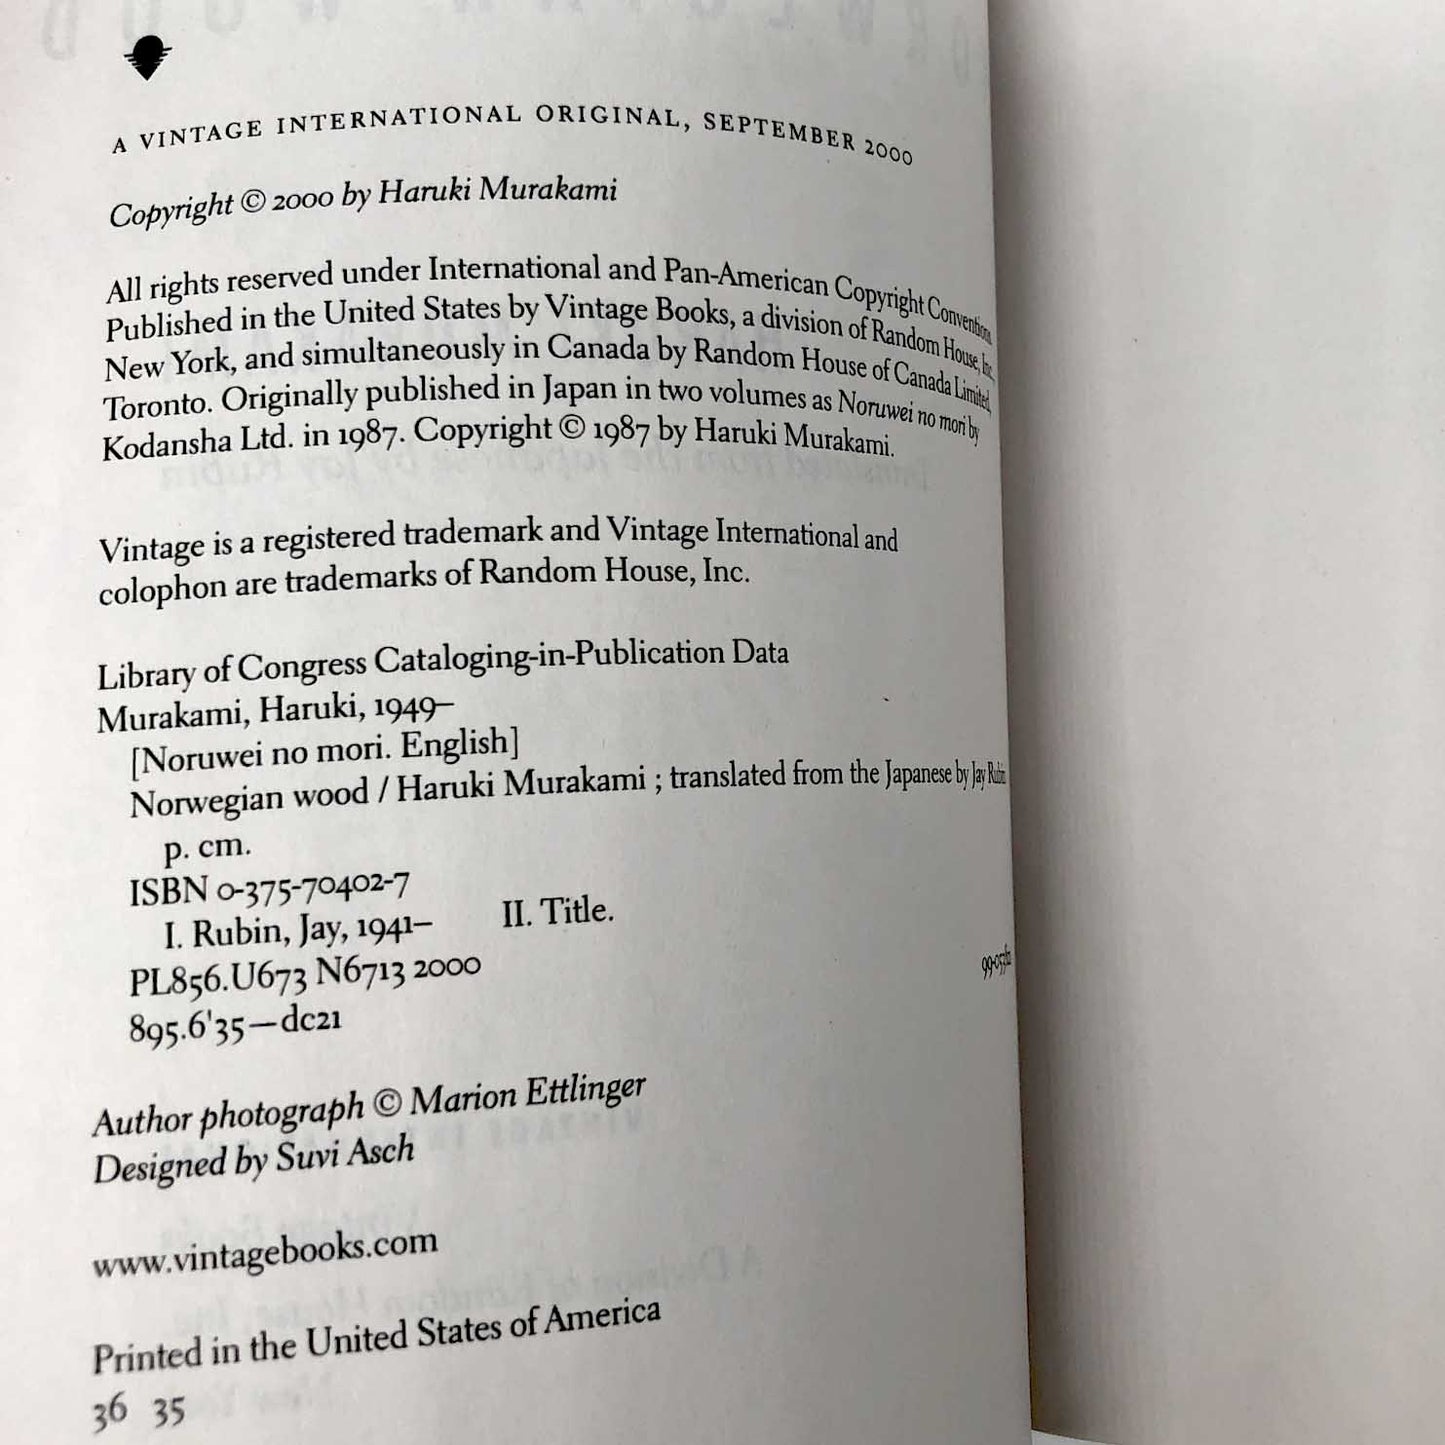 A VINTAGE INTERNATIONAL ORIGINAL, SEPTEMBER 2000
Copyright © 2000 by Haruki Murakami
All rights reserved under International and Pan-American Copyright Conventions.
Published in the United States by Vintage Books, a division of Random House, Inc.,
New York, and simultaneously in Canada by Random House of Canada Limited,
Toronto. Originally published in Japan in two volumes as Noruwei no mori by
Kodansha Ltd. in 1987. Copyright © 1987 by Haruki Murakami.
Vintage is a registered trademark and Vintage International and
colophon are trademarks of Random House, Inc.
Library of Congress Cataloging-in-Publication Data
Murakami, Haruki, 1949–
[Noruwei no mori. English]
Norwegian wood / Haruki Murakami ; translated from the Japanese by Jay Rubin
p. cm.
ISBN 0-375-70402-7
I. Rubin, Jay, 1941– II. Title.
PL856.U673 N6713 2000
895.6'35—dc21
Author photograph © Marion Ettlinger
Designed by Suvi Asch
www.vintagebooks.com
Printed in the United States of America
36 35